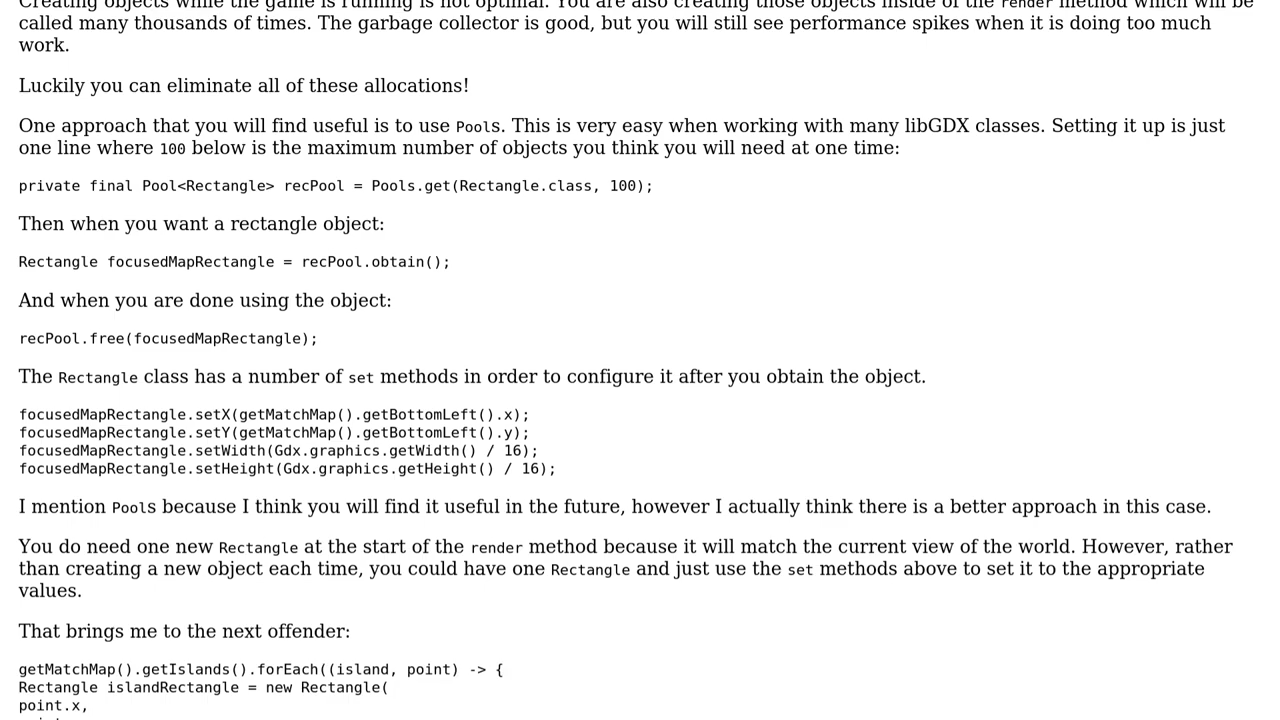 Creating objects while the game is running is not optimal. You are also creating those objects inside of the render method which will be
called many thousands of times. The garbage collector is good, but you will still see performance spikes when it is doing too much
work.
Luckily you can eliminate all of these allocations!
One approach that you will find useful is to use Pools. This is very easy when working with many libGDX classes. Setting it up is just
one line where 100 below is the maximum number of objects you think you will need at one time:
private final Pool<Rectangle> recPool = Pools.get(Rectangle.class, 100);
Then when you want a rectangle object:
Rectangle focusedMapRectangle = recPool.obtain();
And when you are done using the object:
recPool.free(focusedMapRectangle);
The Rectangle class has a number of set methods in order to configure it after you obtain the object.
focusedMapRectangle.setX(getMatchMap().getBottomLeft().x);
focusedMapRectangle.setY(getMatchMap().getBottomLeft().y);
focusedMapRectangle.setWidth(Gdx.graphics.getWidth() / 16);
focusedMapRectangle.setHeight(Gdx.graphics.getHeight() / 16);
I mention Pools because I think you will find it useful in the future, however I actually think there is a better approach in this case.
You do need one new Rectangle at the start of the render method because it will match the current view of the world. However, rather
than creating a new object each time, you could have one Rectangle and just use the set methods above to set it to the appropriate
values.
That brings me to the next offender:
getMatchMap().getIslands().forEach((island, point) -> {
Rectangle islandRectangle = new Rectangle(
point.x,